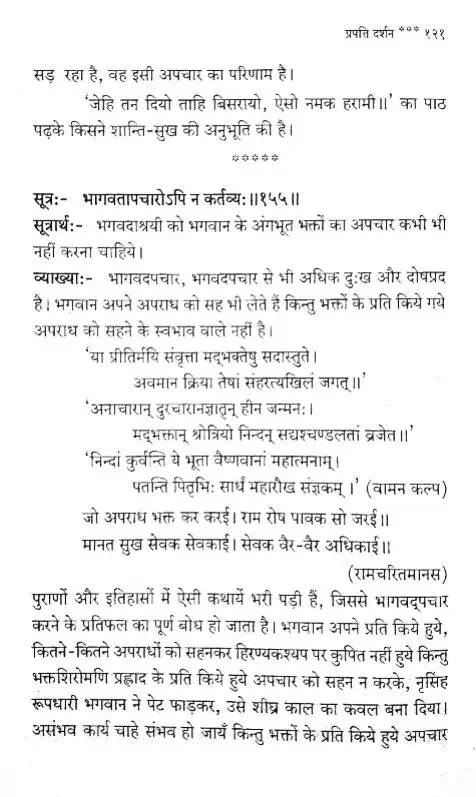 प्रपत्ति दर्शन *** १२१
सड़ रहा है, वह इसी अपचार का परिणाम है।
'जेहि तन दियो ताहि बिसरायो, ऐसो नमक हरामी॥' का पाठ
पढ़के किसने शान्ति-सुख की अनुभूति की है।
*****
सूत्र:- भागवतापचारोऽपि न कर्तव्य:॥१५५॥
सूत्रार्थ:- भगवदाश्रयी को भगवान के अंगभूत भक्तों का अपचार कभी भी
नहीं करना चाहिये।
व्याख्या:- भागवदपचार, भगवदपचार से भी अधिक दु:ख और दोषप्रद
है। भगवान अपने अपराध को सह भी लेते हैं किन्तु भक्तों के प्रति किये गये
अपराध को सहने के स्वभाव वाले नहीं है।
'या प्रीतिर्मयि संवृत्ता मद्भक्तेषु सदास्तुते।
अवमान क्रिया तेषां संहरत्यखिलं जगत्॥'
'अनाचारान् दुरचारानज्ञातृन् हीन जन्मन:।
मद्भक्तान् श्रोत्रियो निन्दन् सद्यश्चण्डलतां व्रजेत॥'
'निन्दां कुर्वन्ति ये भूता वैष्णवानां महात्मनाम्।
पतन्ति पितृभि: सार्धं महारौख संज्ञकम् ।' (वामन कल्प)
जो अपराध भक्त कर करई। राम रोष पावक सो जरई॥
मानत सुख सेवक सेवकाई। सेवक वैर-वैर अधिकाई॥
(रामचरितमानस)
पुराणों और इतिहासों में ऐसी कथायें भरी पड़ी हैं, जिससे भागवद्पचार
करने के प्रतिफल का पूर्ण बोध हो जाता है। भगवान अपने प्रति किये हुये,
कितने-कितने अपराधों को सहनकर हिरण्यकश्यप पर कुपित नहीं हुये किन्तु
भक्तशिरोमणि प्रह्लाद के प्रति किये हुये अपचार को सहन न करके, नृसिंह
रूपधारी भगवान ने पेट फाड़कर, उसे शीघ्र काल का कवल बना दिया।
असंभव कार्य चाहे संभव हो जायँ किन्तु भक्तों के प्रति किये हुये अपचार